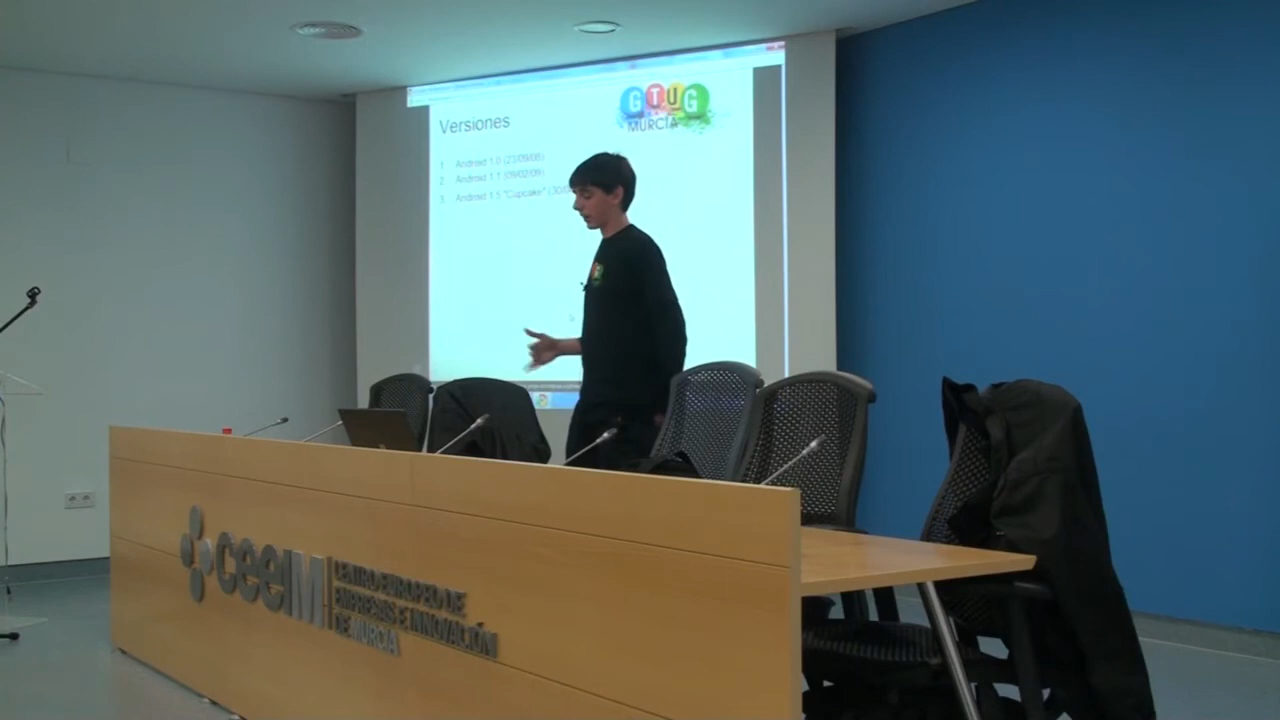 GTUG
MURCIA
Versiones
1. Android 1.0 (23/09/08)
2. Android 1.1 (09/02/09)
3. Android 1.5 "Cupcake" (30/
ceeim
CENTRO EUROPEO DE
EMPRESAS E INNOVACIÓN
DE MURCIA